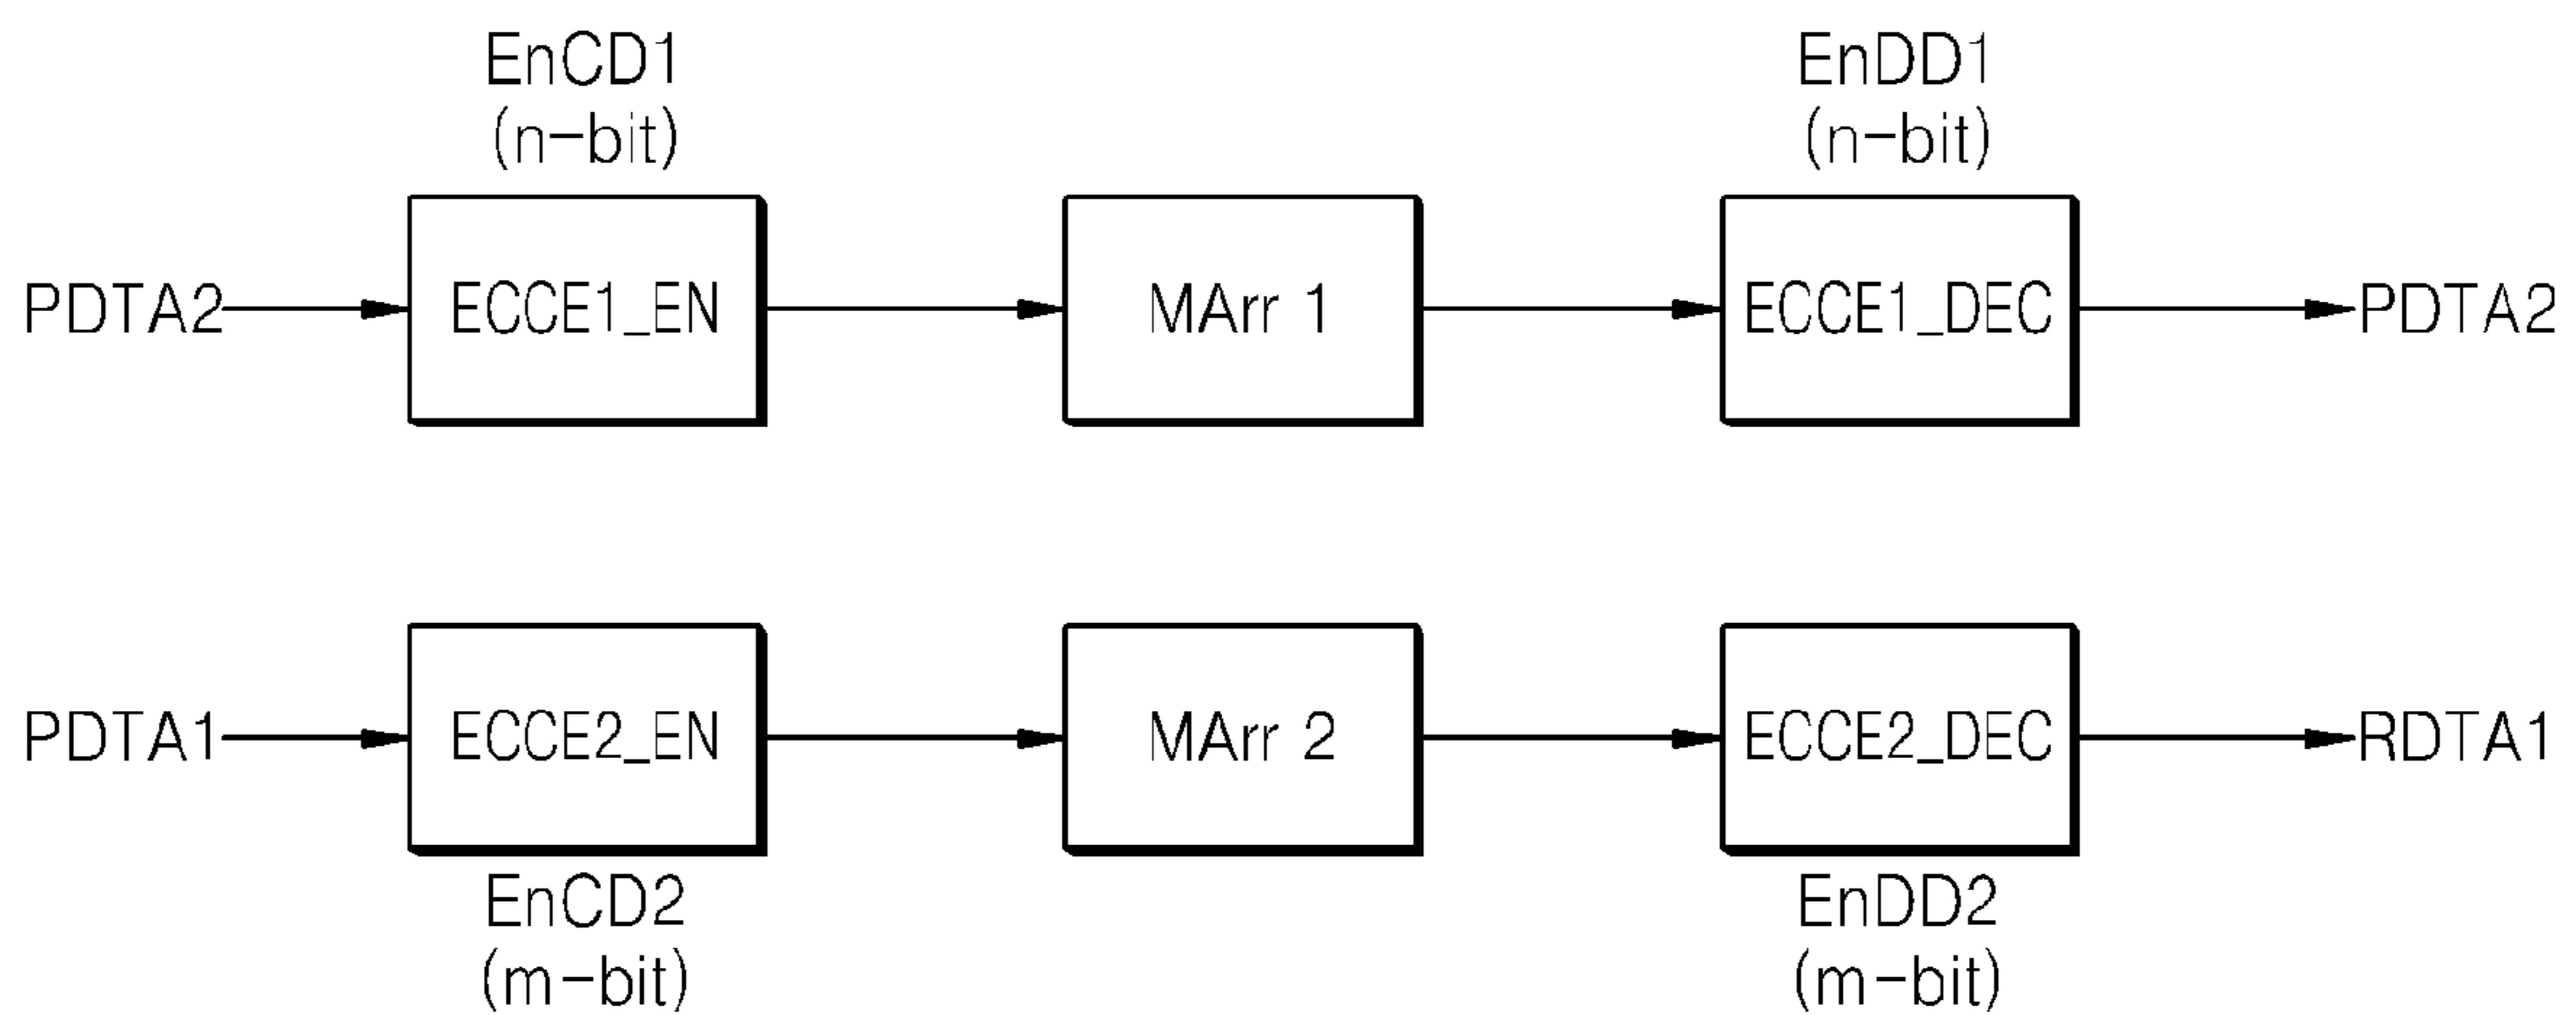 EnCD1
(n-bit)
EnDD1
(n-bit)
PDTA2
ECCE1_EN
MArr 1
ECCE1_DEC
PDTA2
PDTA1
ECCE2_EN
MArr 2
ECCE2_DEC
RDTA1
EnCD2
(m-bit)
EnDD2
(m-bit)